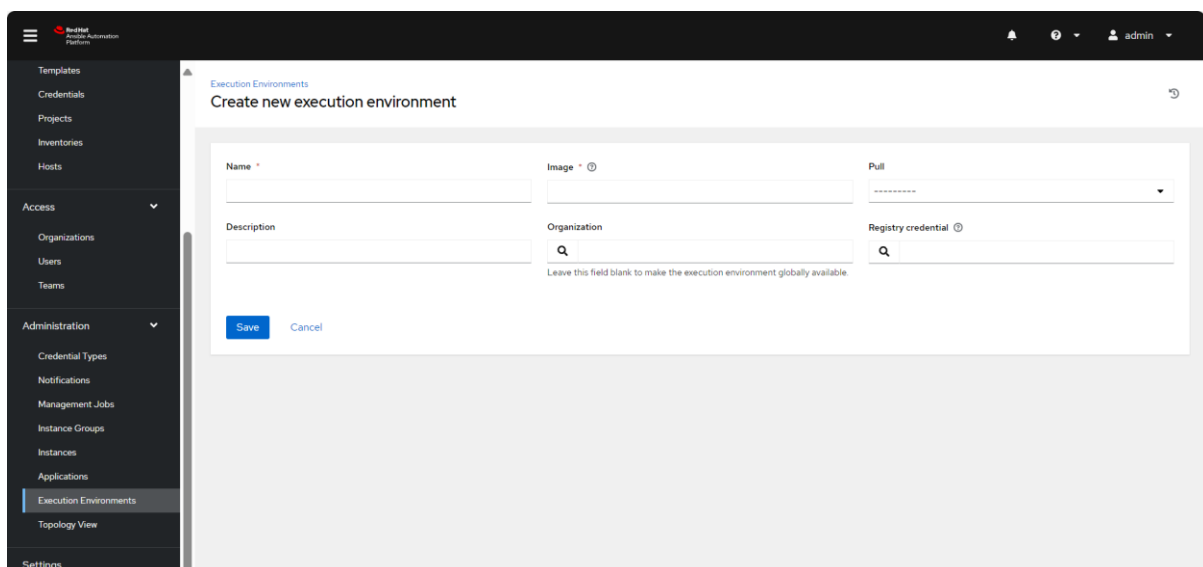 Red Hat
Ansible Automation
Platform
admin
Templates
Credentials
Projects
Inventories
Hosts
Access
Organizations
Users
Teams
Administration
Credential Types
Notifications
Management Jobs
Instance Groups
Instances
Applications
Execution Environments
Topology View
Settings
Execution Environments
Create new execution environment
Name *
Image *
Pull
---------
Description
Organization
Registry credential
Leave this field blank to make the execution environment globally available.
Save
Cancel